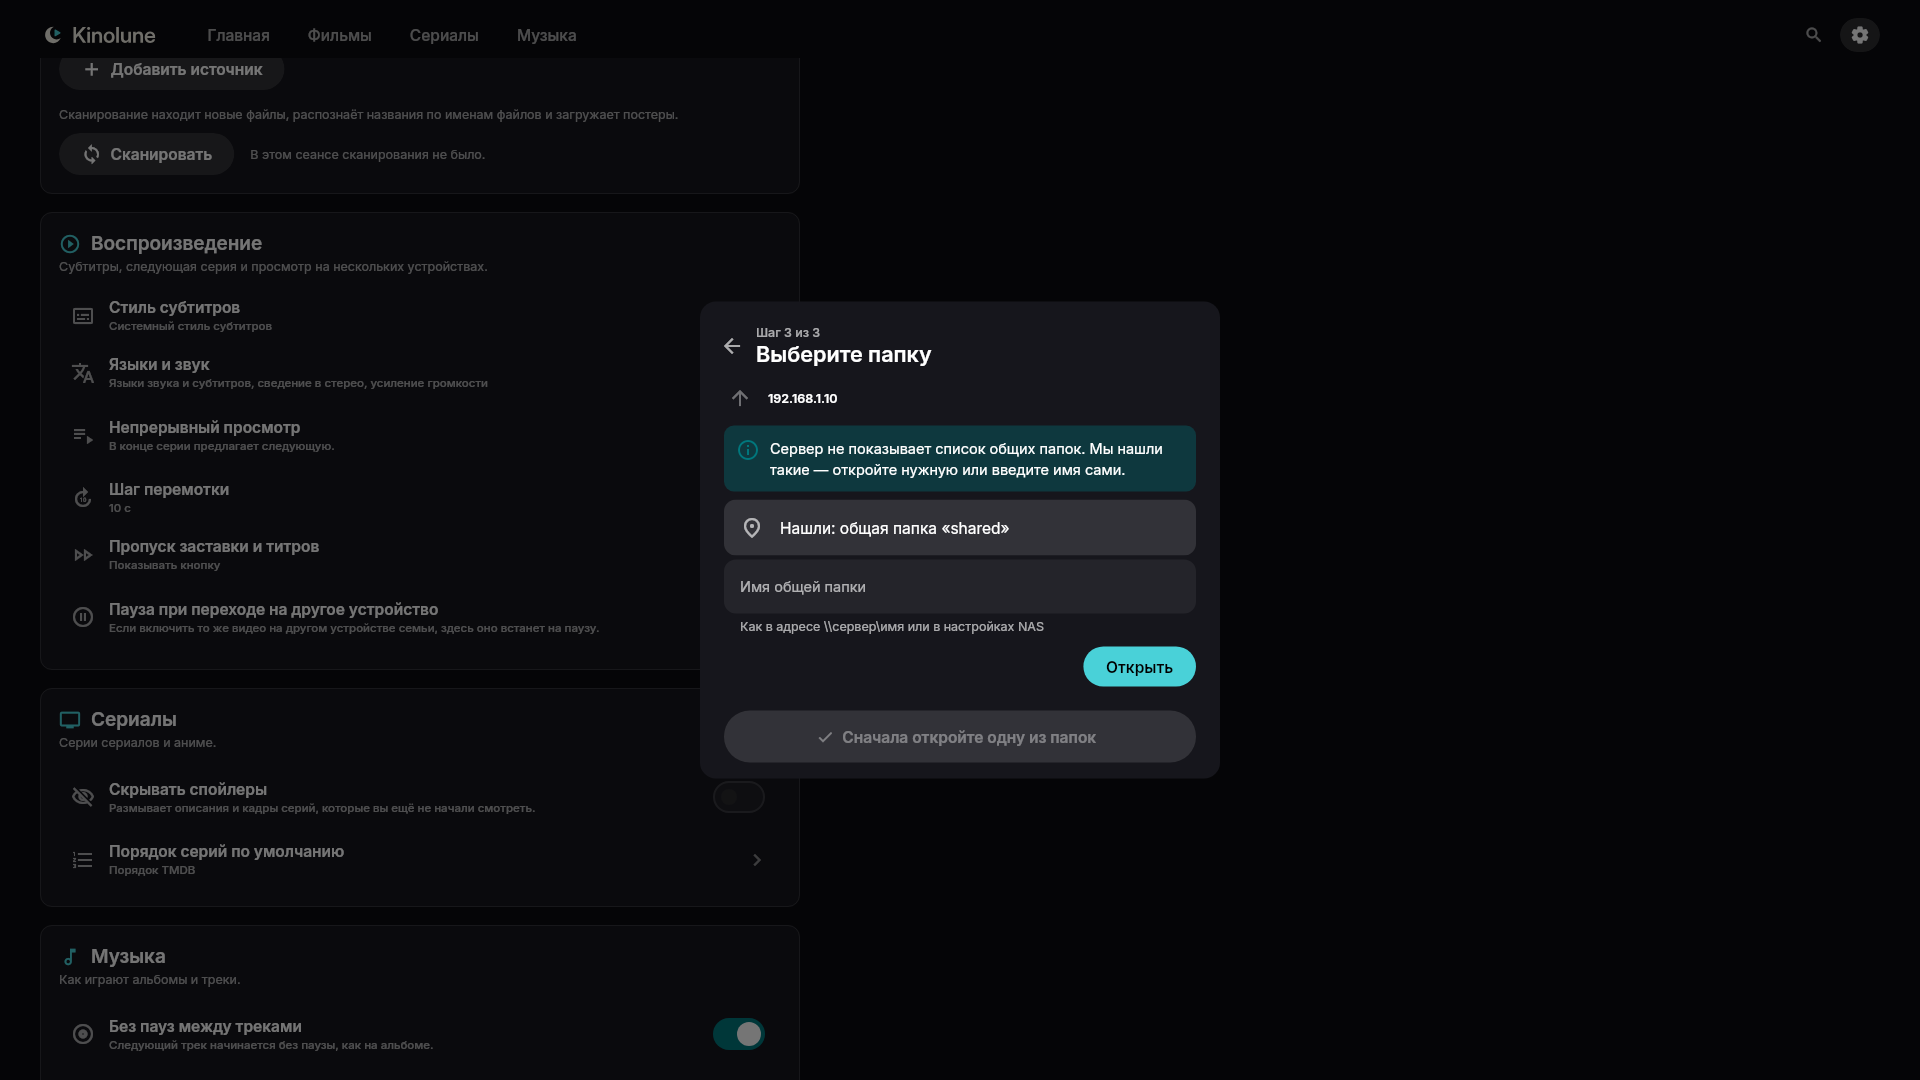 Kinolune
Главная
Фильмы
Сериалы
Музыка
Добавить источник
Сканирование находит новые файлы, распознаёт названия по именам файлов и загружает постеры.
Сканировать
В этом сеансе сканирования не было.
Воспроизведение
Субтитры, следующая серия и просмотр на нескольких устройствах.
Стиль субтитров
Системный стиль субтитров
Языки и звук
Языки звука и субтитров, сведение в стерео, усиление громкости
Непрерывный просмотр
В конце серии предлагает следующую.
Шаг перемотки
10 с
Пропуск заставки и титров
Показывать кнопку
Пауза при переходе на другое устройство
Если включить то же видео на другом устройстве семьи, здесь оно встанет на паузу.
Сериалы
Серии сериалов и аниме.
Скрывать спойлеры
Размывает описания и кадры серий, которые вы ещё не начали смотреть.
Порядок серий по умолчанию
Порядок TMDB
Музыка
Как играют альбомы и треки.
Без пауз между треками
Следующий трек начинается без паузы, как на альбоме.
Шаг 3 из 3
Выберите папку
192.168.1.10
Сервер не показывает список общих папок. Мы нашли
такие — откройте нужную или введите имя сами.
Нашли: общая папка «shared»
Имя общей папки
Как в адресе \\сервер\имя или в настройках NAS
Открыть
Сначала откройте одну из папок